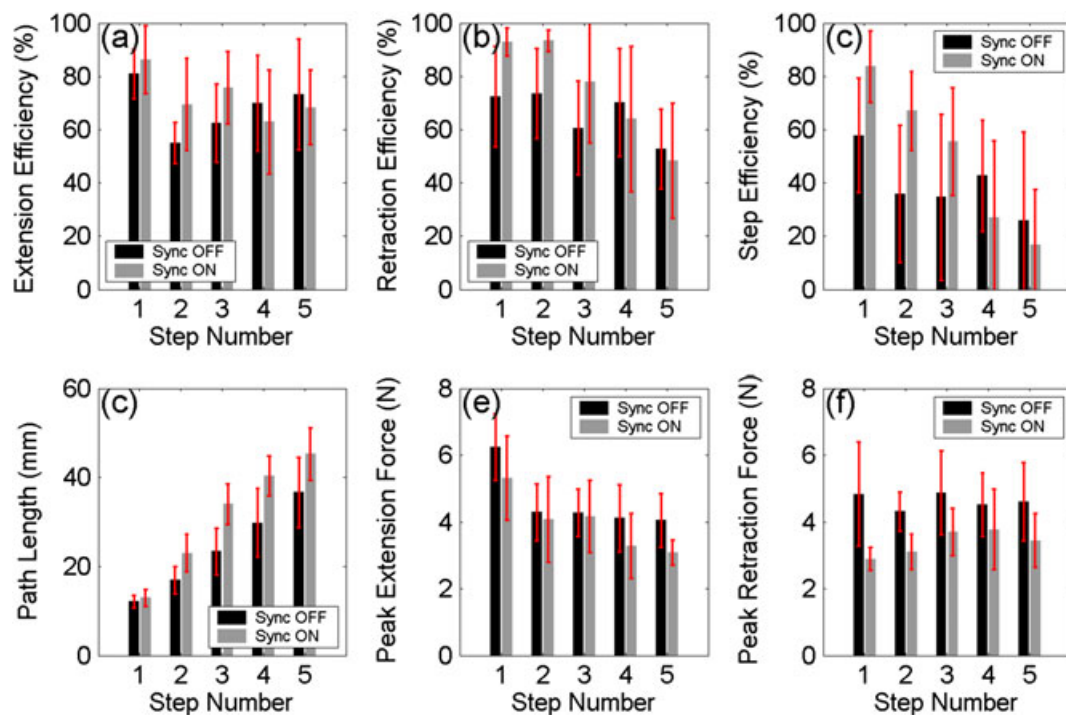 100
80
60
40
20
0
Extension Efficiency (%)
(a)
Sync OFF
Sync ON
1 2 3 4 5
Step Number
100
80
60
40
20
0
Retraction Efficiency (%)
(b)
Sync OFF
Sync ON
1 2 3 4 5
Step Number
100
80
60
40
20
0
Step Efficiency (%)
(c)
Sync OFF
Sync ON
1 2 3 4 5
Step Number
60
40
20
0
Path Length (mm)
(c)
Sync OFF
Sync ON
1 2 3 4 5
Step Number
8
6
4
2
0
Peak Extension Force (N)
(e)
Sync OFF
Sync ON
1 2 3 4 5
Step Number
8
6
4
2
0
Peak Retraction Force (N)
(f)
Sync OFF
Sync ON
1 2 3 4 5
Step Number